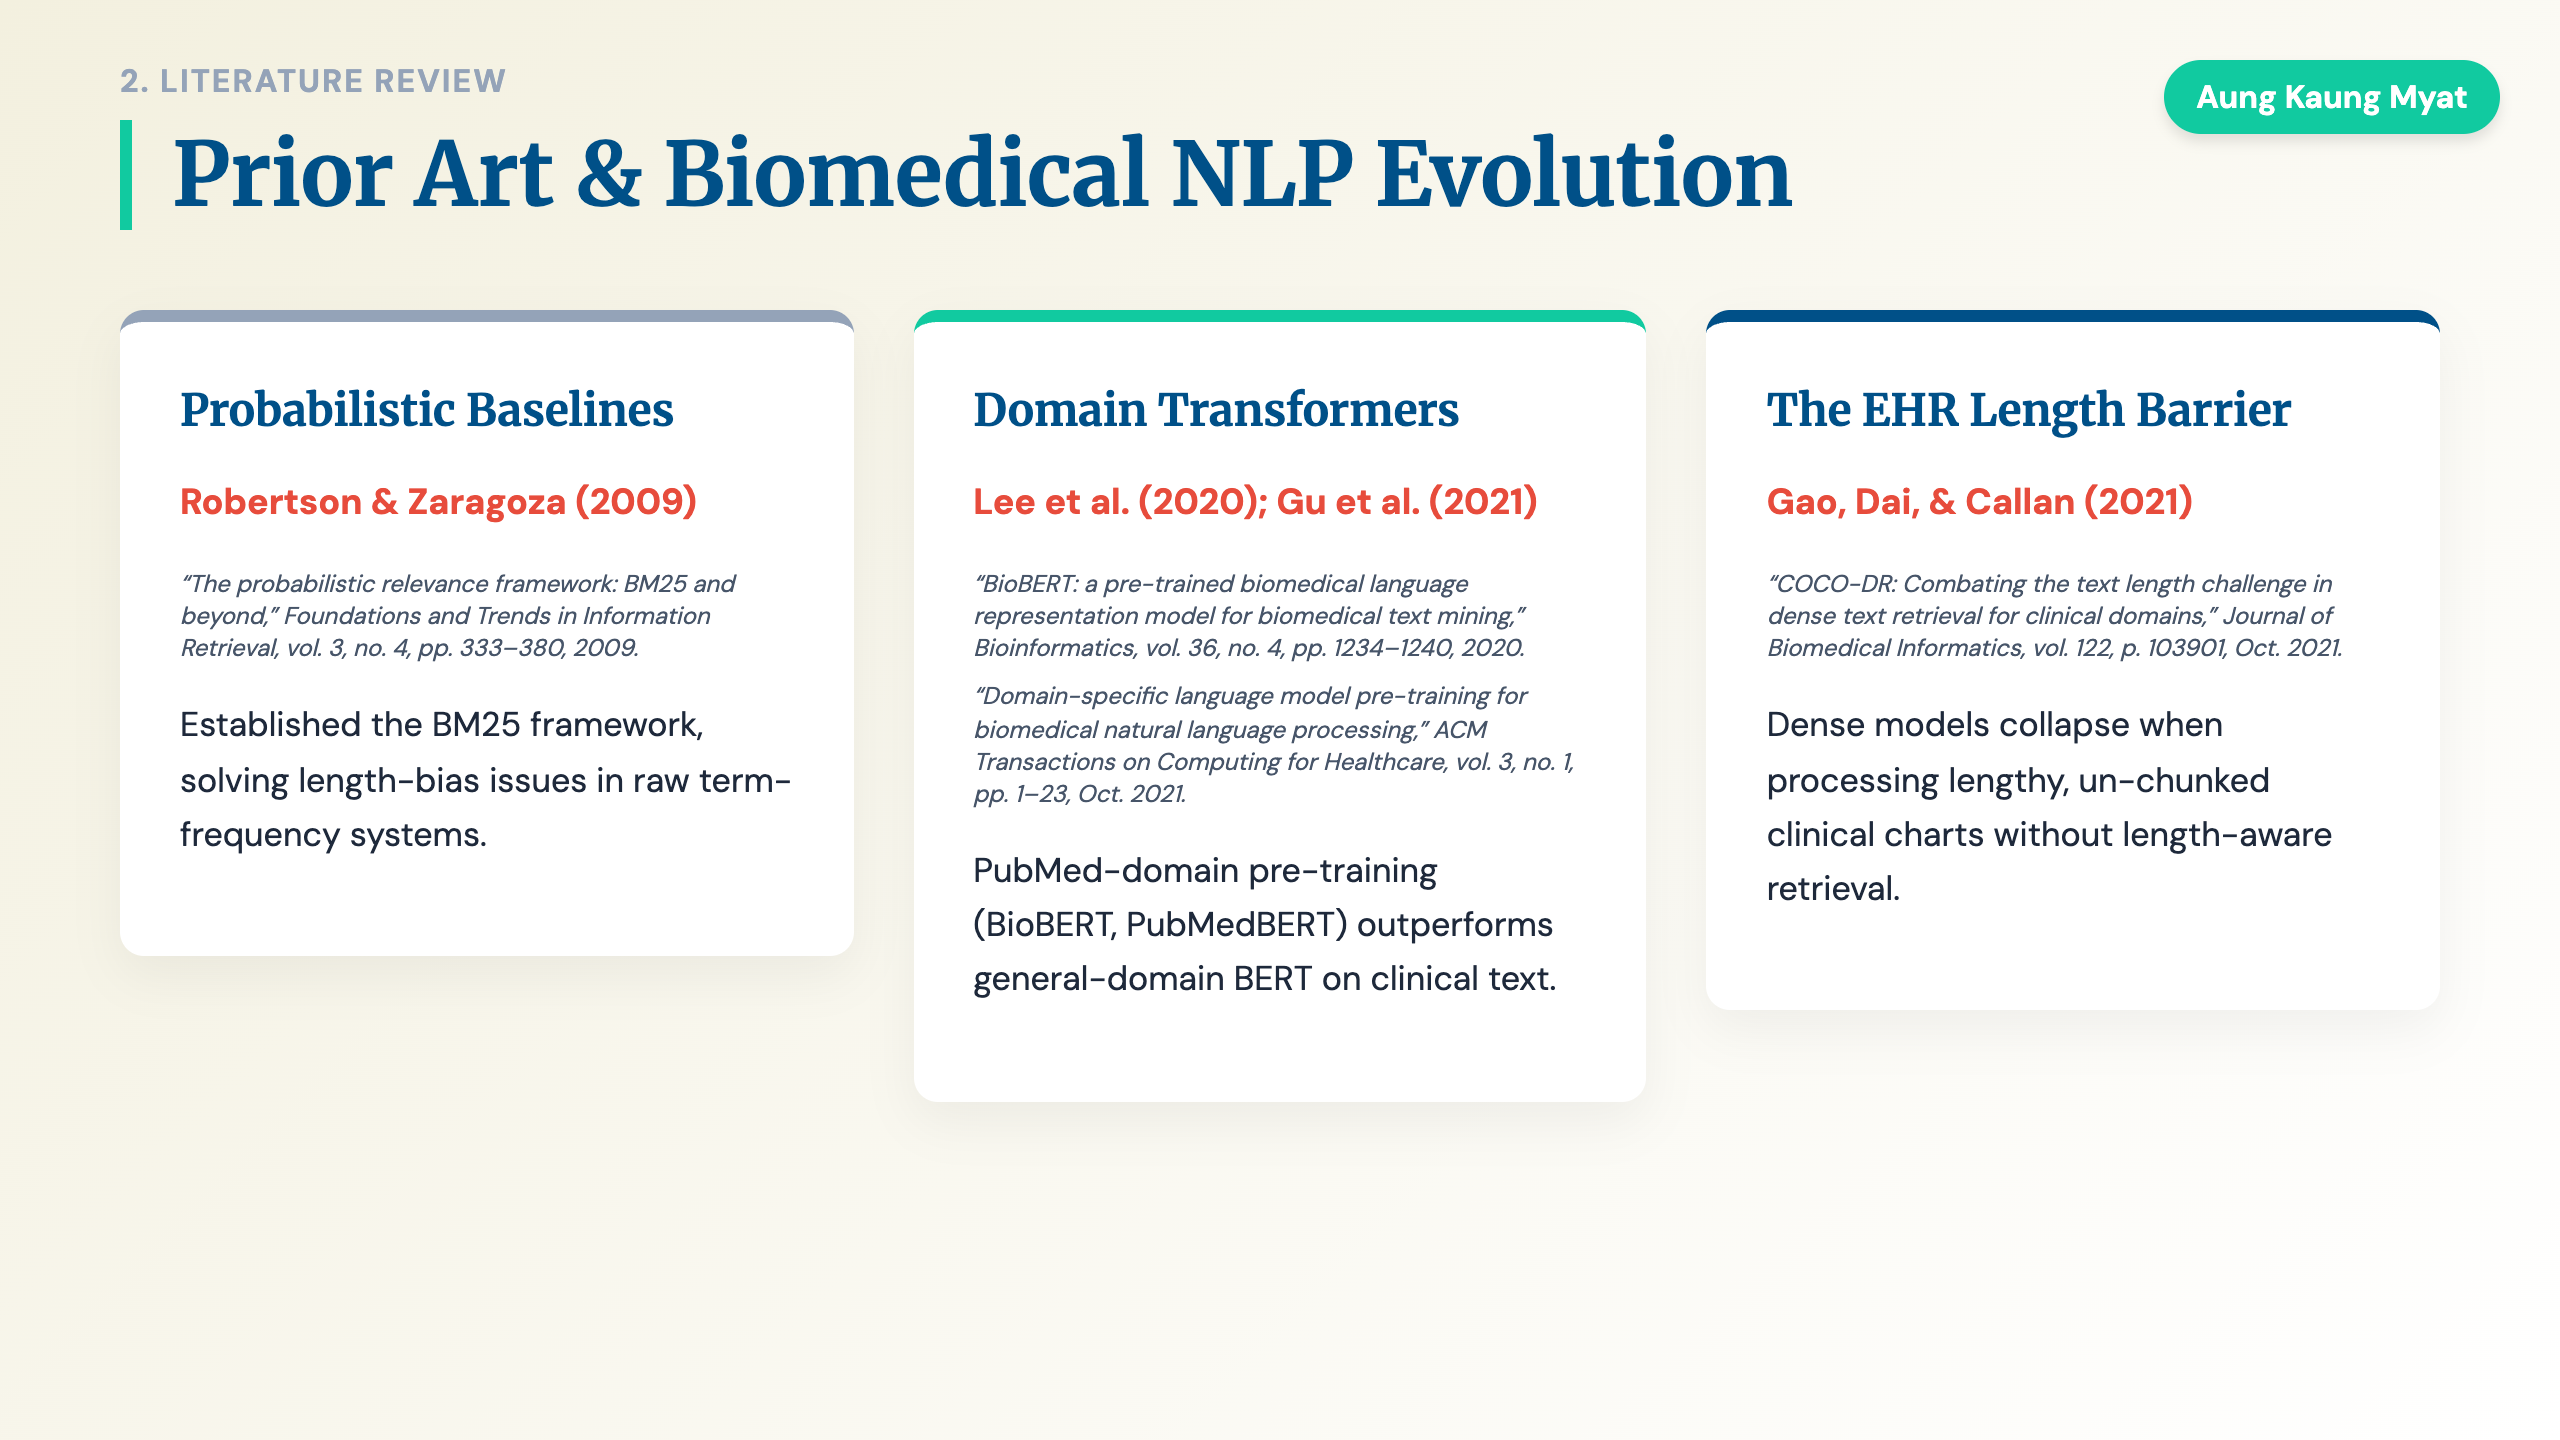 2. LITERATURE REVIEW
Aung Kaung Myat
Prior Art & Biomedical NLP Evolution
Probabilistic Baselines
Robertson & Zaragoza (2009)
“The probabilistic relevance framework: BM25 and
beyond,” Foundations and Trends in Information
Retrieval, vol. 3, no. 4, pp. 333–380, 2009.
Established the BM25 framework,
solving length-bias issues in raw term-
frequency systems.
Domain Transformers
Lee et al. (2020); Gu et al. (2021)
“BioBERT: a pre-trained biomedical language
representation model for biomedical text mining,”
Bioinformatics, vol. 36, no. 4, pp. 1234–1240, 2020.
“Domain-specific language model pre-training for
biomedical natural language processing,” ACM
Transactions on Computing for Healthcare, vol. 3, no. 1,
pp. 1–23, Oct. 2021.
PubMed-domain pre-training
(BioBERT, PubMedBERT) outperforms
general-domain BERT on clinical text.
The EHR Length Barrier
Gao, Dai, & Callan (2021)
“COCO-DR: Combating the text length challenge in
dense text retrieval for clinical domains,” Journal of
Biomedical Informatics, vol. 122, p. 103901, Oct. 2021.
Dense models collapse when
processing lengthy, un-chunked
clinical charts without length-aware
retrieval.